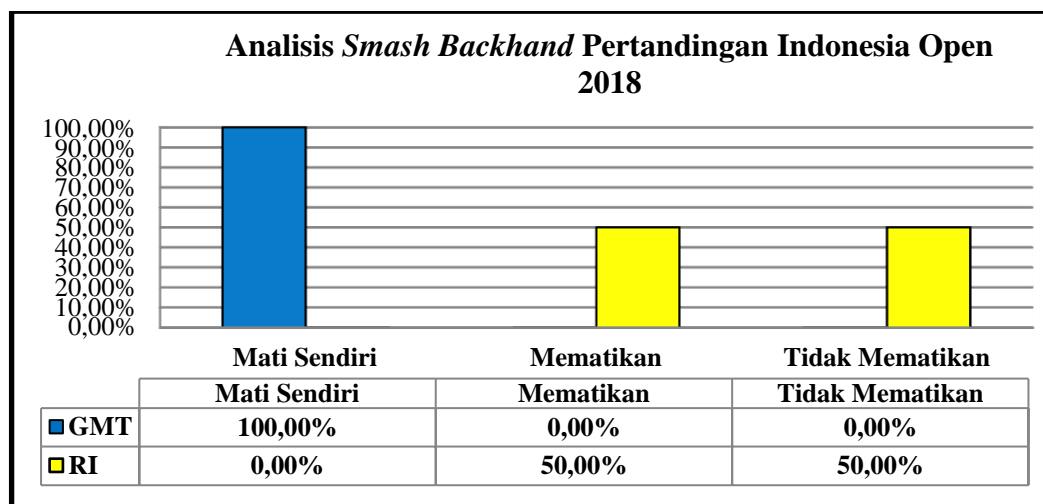 Analisis Smash Backhand Pertandingan Indonesia Open
2018
100,00%
90,00%
80,00%
70,00%
60,00%
50,00%
40,00%
30,00%
20,00%
10,00%
0,00%
Mati Sendiri Mematikan Tidak Mematikan
Mati Sendiri Mematikan Tidak Mematikan
GMT 100,00% 0,00% 0,00%
RI 0,00% 50,00% 50,00%